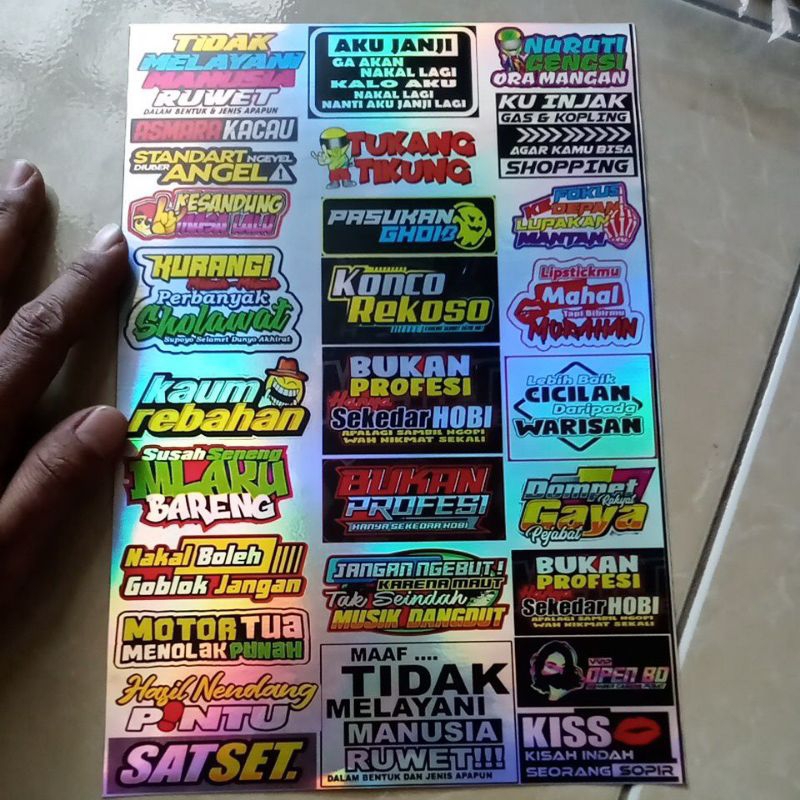 TIDAK
MELAYANI
MANUSIA
RUWET
DALAM BENTUK & JENIS APAPUN
ASMARA KACAU
STANDART NGEYEL
DIUBER ANGEL
KESANDUNG
KURANGI
Perbanyak
Sholawat
Supoyo Selamet Dunyo Akhirat
kaum
rebahan
Susah Seneng
MLAKU
BARENG
Nakal Boleh
Goblok Jangan
MOTOR TUA
MENOLAK PUNAH
Hasil Nendang
PINTU
SATSET.
AKU JANJI
GA AKAN
NAKAL LAGI
KALO AKU
NAKAL LAGI
NANTI AKU JANJI LAGI
TUKANG
TIKUNG
PASUKAN
GHOIB
Konco
Rekoso
BUKAN
PROFESI
Hanya
Sekedar HOBI
APALAGI SAMBIL NGOPI
WAH NIKMAT SEKALI
BUKAN
PROFESI
HANYA SEKEDAR HOBI
JANGAN NGEBUT!
KARENA MAUT
Tak Seindah
MUSIK DANGDUT
MAAF ....
TIDAK
MELAYANI
MANUSIA
RUWET!!!
DALAM BENTUK DAN JENIS APAPUN
NURUTI
GENGSI
ORA MANGAN
KU INJAK
GAS & KOPLING
AGAR KAMU BISA
SHOPPING
FOKUS
KEDEPAN
LUPAKAN
MANTAN
Lipstickmu
Mahal
Tapi Bibirmu
MURAHAN
Lebih Baik
CICILAN
Daripada
WARISAN
Dompet
Rakyat
Gaya
Pejabat
BUKAN
PROFESI
Hanya
Sekedar HOBI
APALAGI SAMBIL NGOPI
WAH NIKMAT SEKALI
OPEN BO
KISS
KISAH INDAH
SEORANG SOPIR